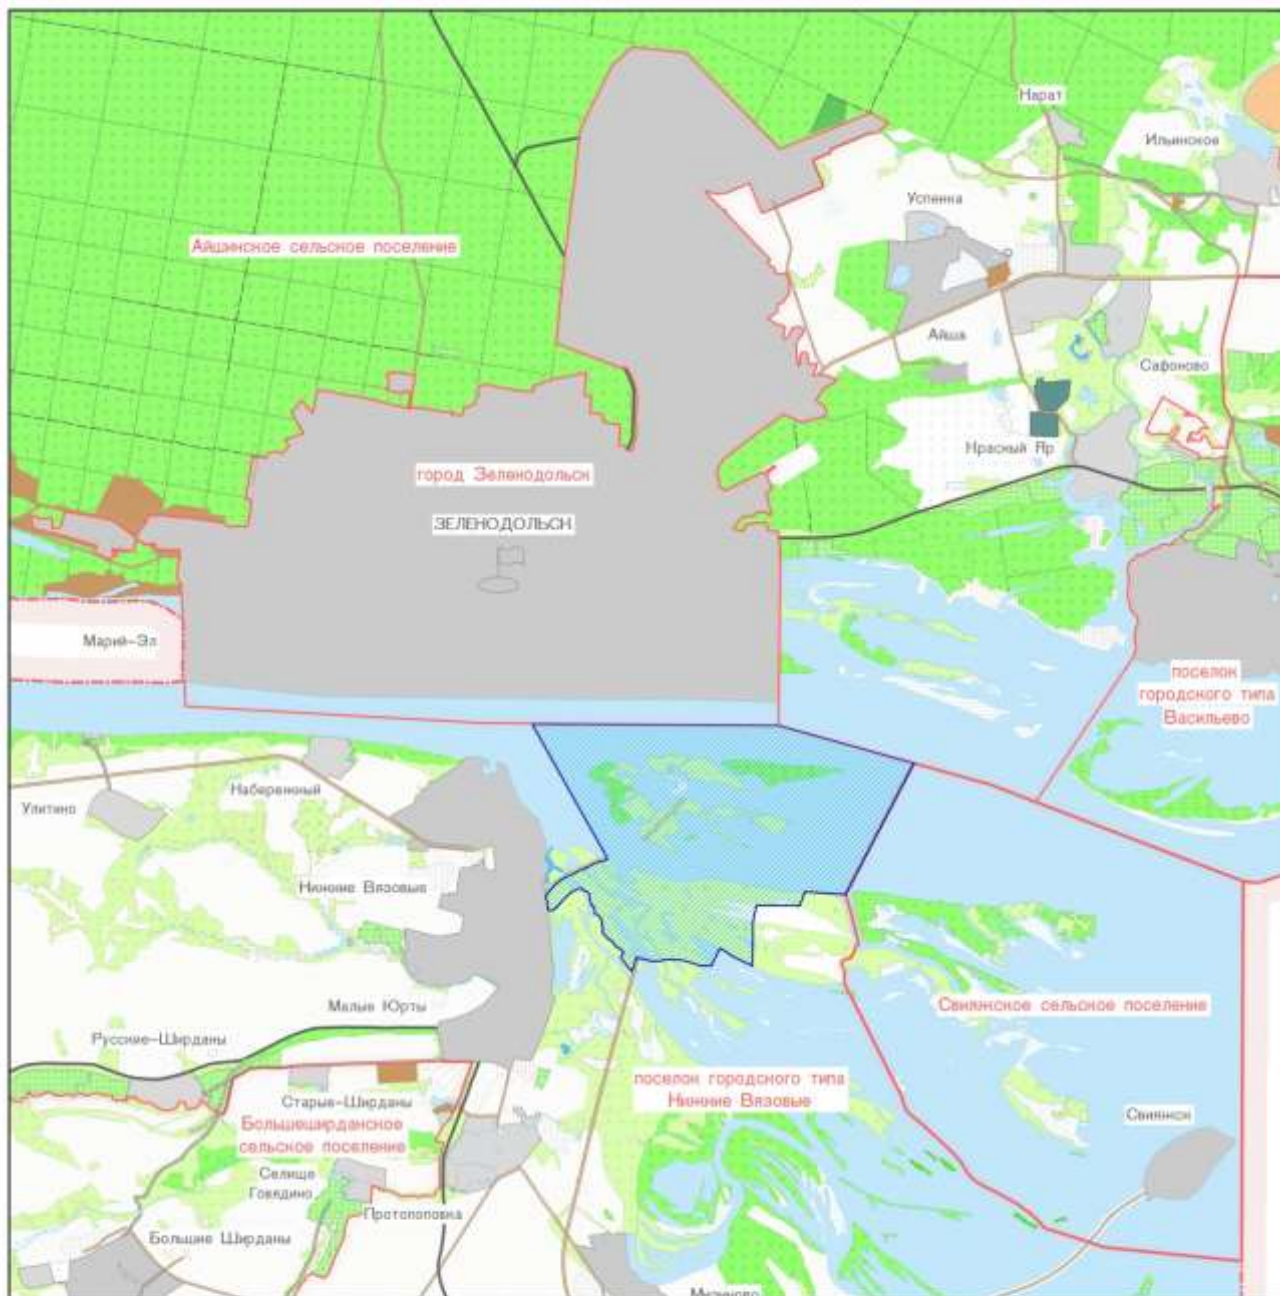 Нарат
Ильинское
Успенка
Айшинское сельское поселение
Айша
Сафоново
Красный Яр
город Зеленодольск
ЗЕЛЕНОДОЛЬСК
Марий-Эл
поселок
городского типа
Васильево
Набережный
Улитино
Нижние Вязовые
Малые Юрты
Свияжское сельское поселение
Русские-Ширданы
поселок городского типа
Нижние Вязовые
Старые-Ширданы
Большеширданское
сельское поселение
Свияжск
Селище
Говядино
Протопоповка
Большие Ширданы